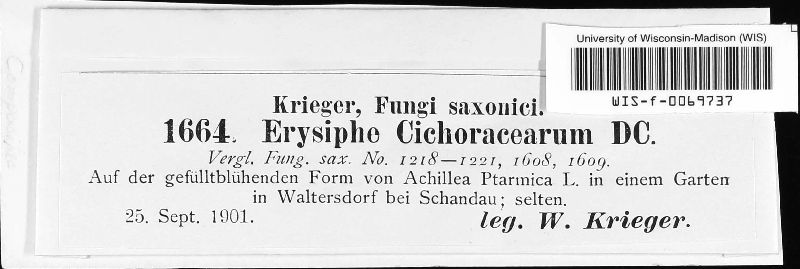 University of Wisconsin-Madison (WIS)
WIS-f-0069737
Krieger, Fungi saxonici.
1664. Erysiphe Cichoracearum DC.
Vergl. Fung. sax. No. 1218—1221, 1608, 1609.
Auf der gefülltblühenden Form von Achillea Ptarmica L. in einem Garten
in Waltersdorf bei Schandau; selten.
25. Sept. 1901. leg. W. Krieger.